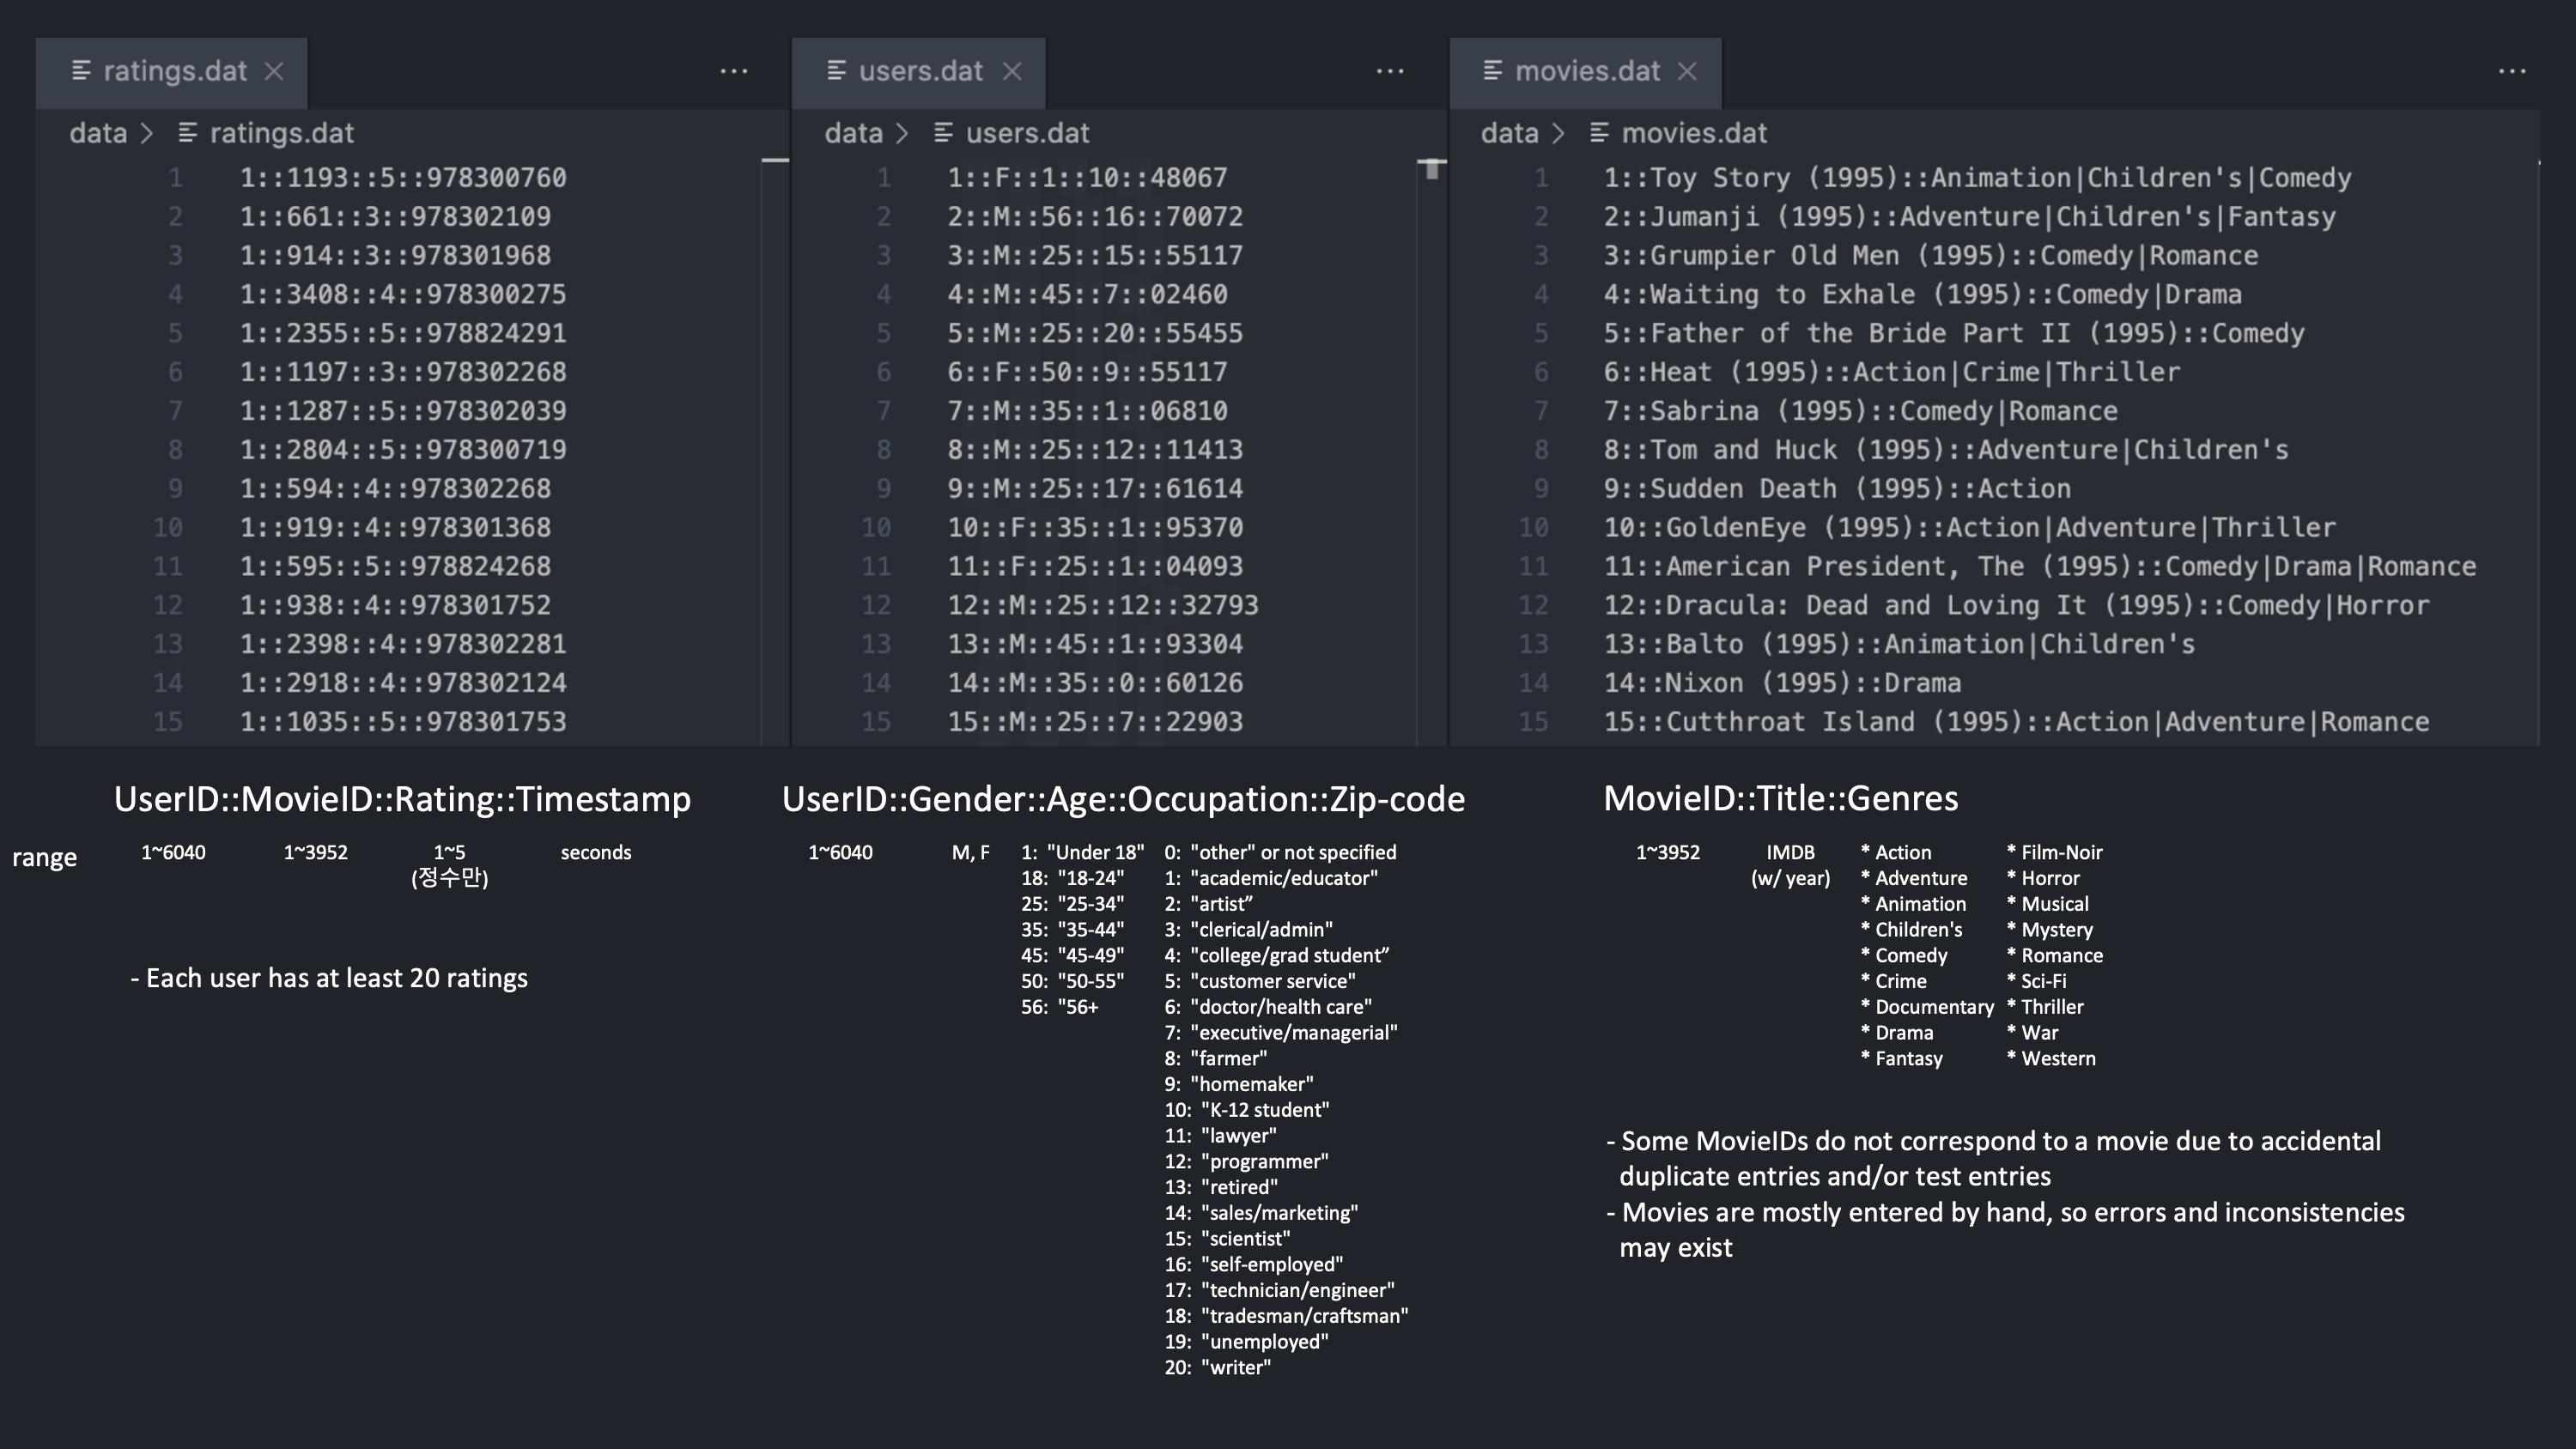 ratings.dat
data > ratings.dat
1 1::1193::5::978300760
2 1::661::3::978302109
3 1::914::3::978301968
4 1::3408::4::978300275
5 1::2355::5::978824291
6 1::1197::3::978302268
7 1::1287::5::978302039
8 1::2804::5::978300719
9 1::594::4::978302268
10 1::919::4::978301368
11 1::595::5::978824268
12 1::938::4::978301752
13 1::2398::4::978302281
14 1::2918::4::978302124
15 1::1035::5::978301753
users.dat
data > users.dat
1 1::F::1::10::48067
2 2::M::56::16::70072
3 3::M::25::15::55117
4 4::M::45::7::02460
5 5::M::25::20::55455
6 6::F::50::9::55117
7 7::M::35::1::06810
8 8::M::25::12::11413
9 9::M::25::17::61614
10 10::F::35::1::95370
11 11::F::25::1::04093
12 12::M::25::12::32793
13 13::M::45::1::93304
14 14::M::35::0::60126
15 15::M::25::7::22903
movies.dat
data > movies.dat
1 1::Toy Story (1995)::Animation|Children's|Comedy
2 2::Jumanji (1995)::Adventure|Children's|Fantasy
3 3::Grumpier Old Men (1995)::Comedy|Romance
4 4::Waiting to Exhale (1995)::Comedy|Drama
5 5::Father of the Bride Part II (1995)::Comedy
6 6::Heat (1995)::Action|Crime|Thriller
7 7::Sabrina (1995)::Comedy|Romance
8 8::Tom and Huck (1995)::Adventure|Children's
9 9::Sudden Death (1995)::Action
10 10::GoldenEye (1995)::Action|Adventure|Thriller
11 11::American President, The (1995)::Comedy|Drama|Romance
12 12::Dracula: Dead and Loving It (1995)::Comedy|Horror
13 13::Balto (1995)::Animation|Children's
14 14::Nixon (1995)::Drama
15 15::Cutthroat Island (1995)::Action|Adventure|Romance
UserID::MovieID::Rating::Timestamp
range 1~6040 1~3952 1~5 seconds
(정수만)
- Each user has at least 20 ratings
UserID::Gender::Age::Occupation::Zip-code
1~6040 M, F
1: "Under 18"
18: "18-24"
25: "25-34"
35: "35-44"
45: "45-49"
50: "50-55"
56: "56+
0: "other" or not specified
1: "academic/educator"
2: "artist”
3: "clerical/admin"
4: "college/grad student”
5: "customer service"
6: "doctor/health care"
7: "executive/managerial"
8: "farmer"
9: "homemaker"
10: "K-12 student"
11: "lawyer"
12: "programmer"
13: "retired"
14: "sales/marketing"
15: "scientist"
16: "self-employed"
17: "technician/engineer"
18: "tradesman/craftsman"
19: "unemployed"
20: "writer"
MovieID::Title::Genres
1~3952 IMDB
(w/ year)
* Action
* Adventure
* Animation
* Children's
* Comedy
* Crime
* Documentary
* Drama
* Fantasy
* Film-Noir
* Horror
* Musical
* Mystery
* Romance
* Sci-Fi
* Thriller
* War
* Western
- Some MovieIDs do not correspond to a movie due to accidental
duplicate entries and/or test entries
- Movies are mostly entered by hand, so errors and inconsistencies
may exist